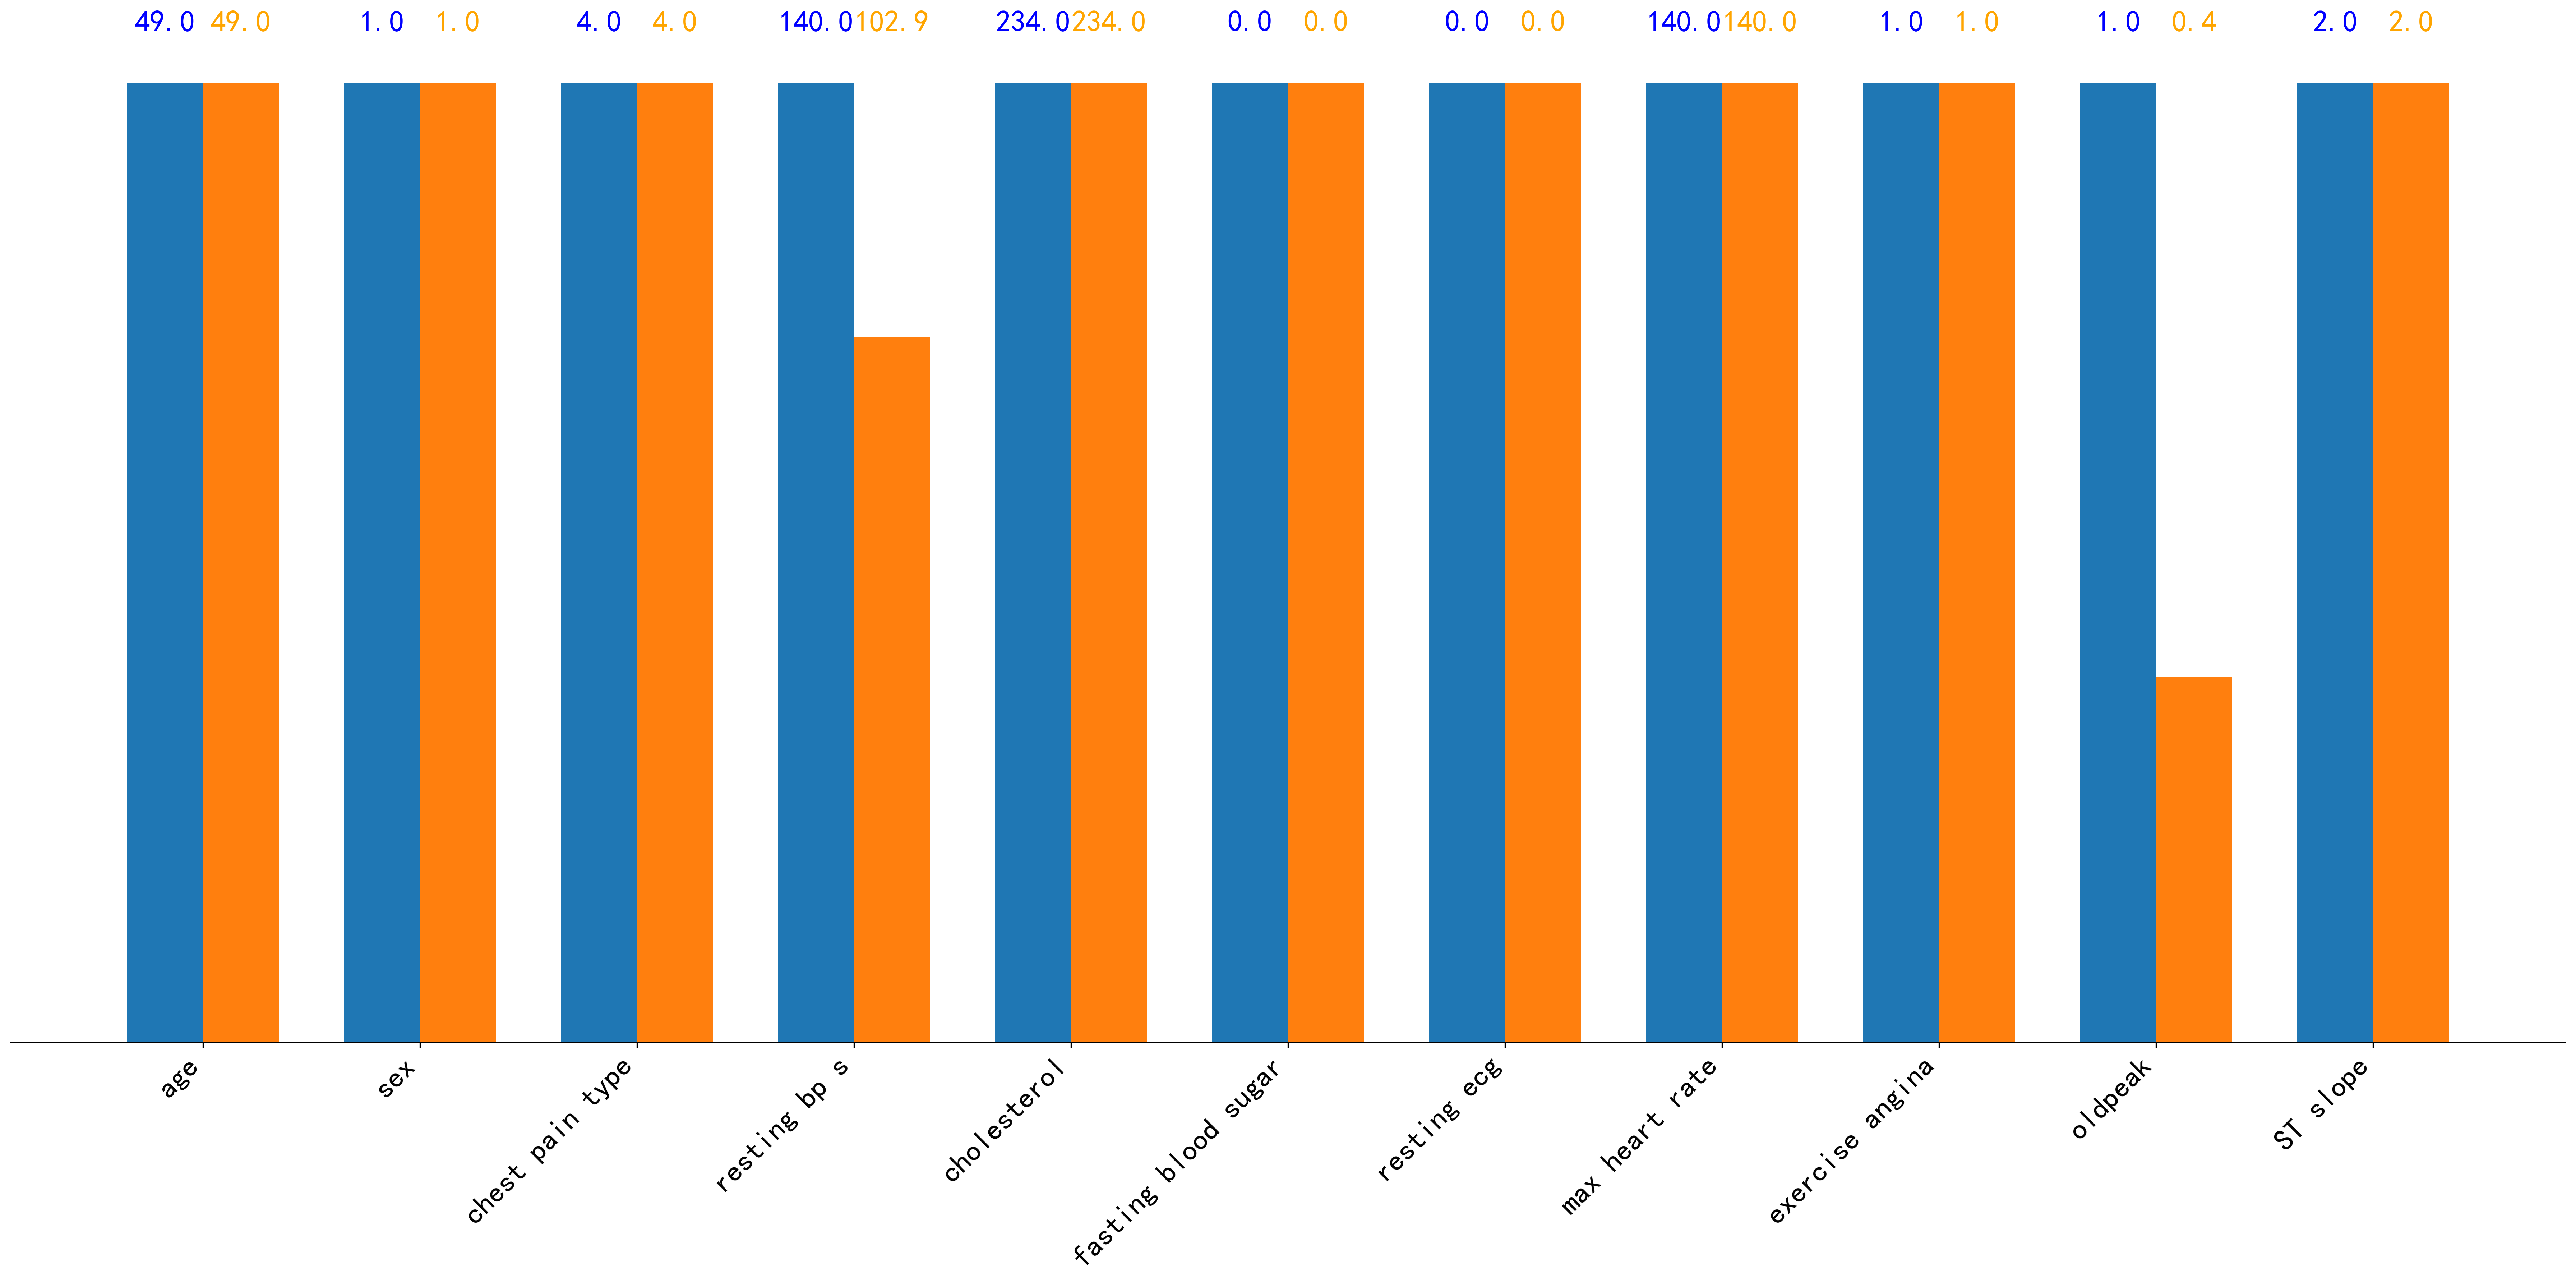 49.0 49.0 1.0 1.0 4.0 4.0 140.0 102.9 234.0 234.0 0.0 0.0 0.0 0.0 140.0 140.0 1.0 1.0 1.0 0.4 2.0 2.0
age
sex
chest pain type
resting bp s
cholesterol
fasting blood sugar
resting ecg
max heart rate
exercise angina
oldpeak
ST slope